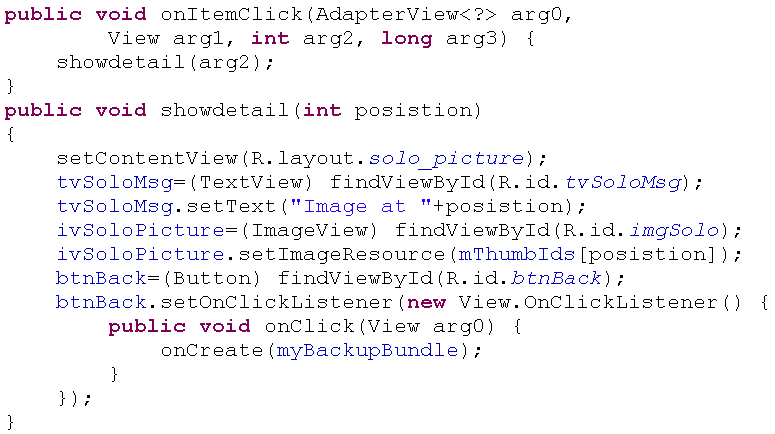 public void onItemClick(AdapterView<?> arg0,
        View arg1, int arg2, long arg3) {
    showdetail(arg2);
}
public void showdetail(int posistion)
{
    setContentView(R.layout.solo_picture);
    tvSoloMsg=(TextView) findViewById(R.id.tvSoloMsg);
    tvSoloMsg.setText("Image at "+posistion);
    ivSoloPicture=(ImageView) findViewById(R.id.imgSolo);
    ivSoloPicture.setImageResource(mThumbIds[posistion]);
    btnBack=(Button) findViewById(R.id.btnBack);
    btnBack.setOnClickListener(new View.OnClickListener() {
        public void onClick(View arg0) {
            onCreate(myBackupBundle);
        }
    });
}